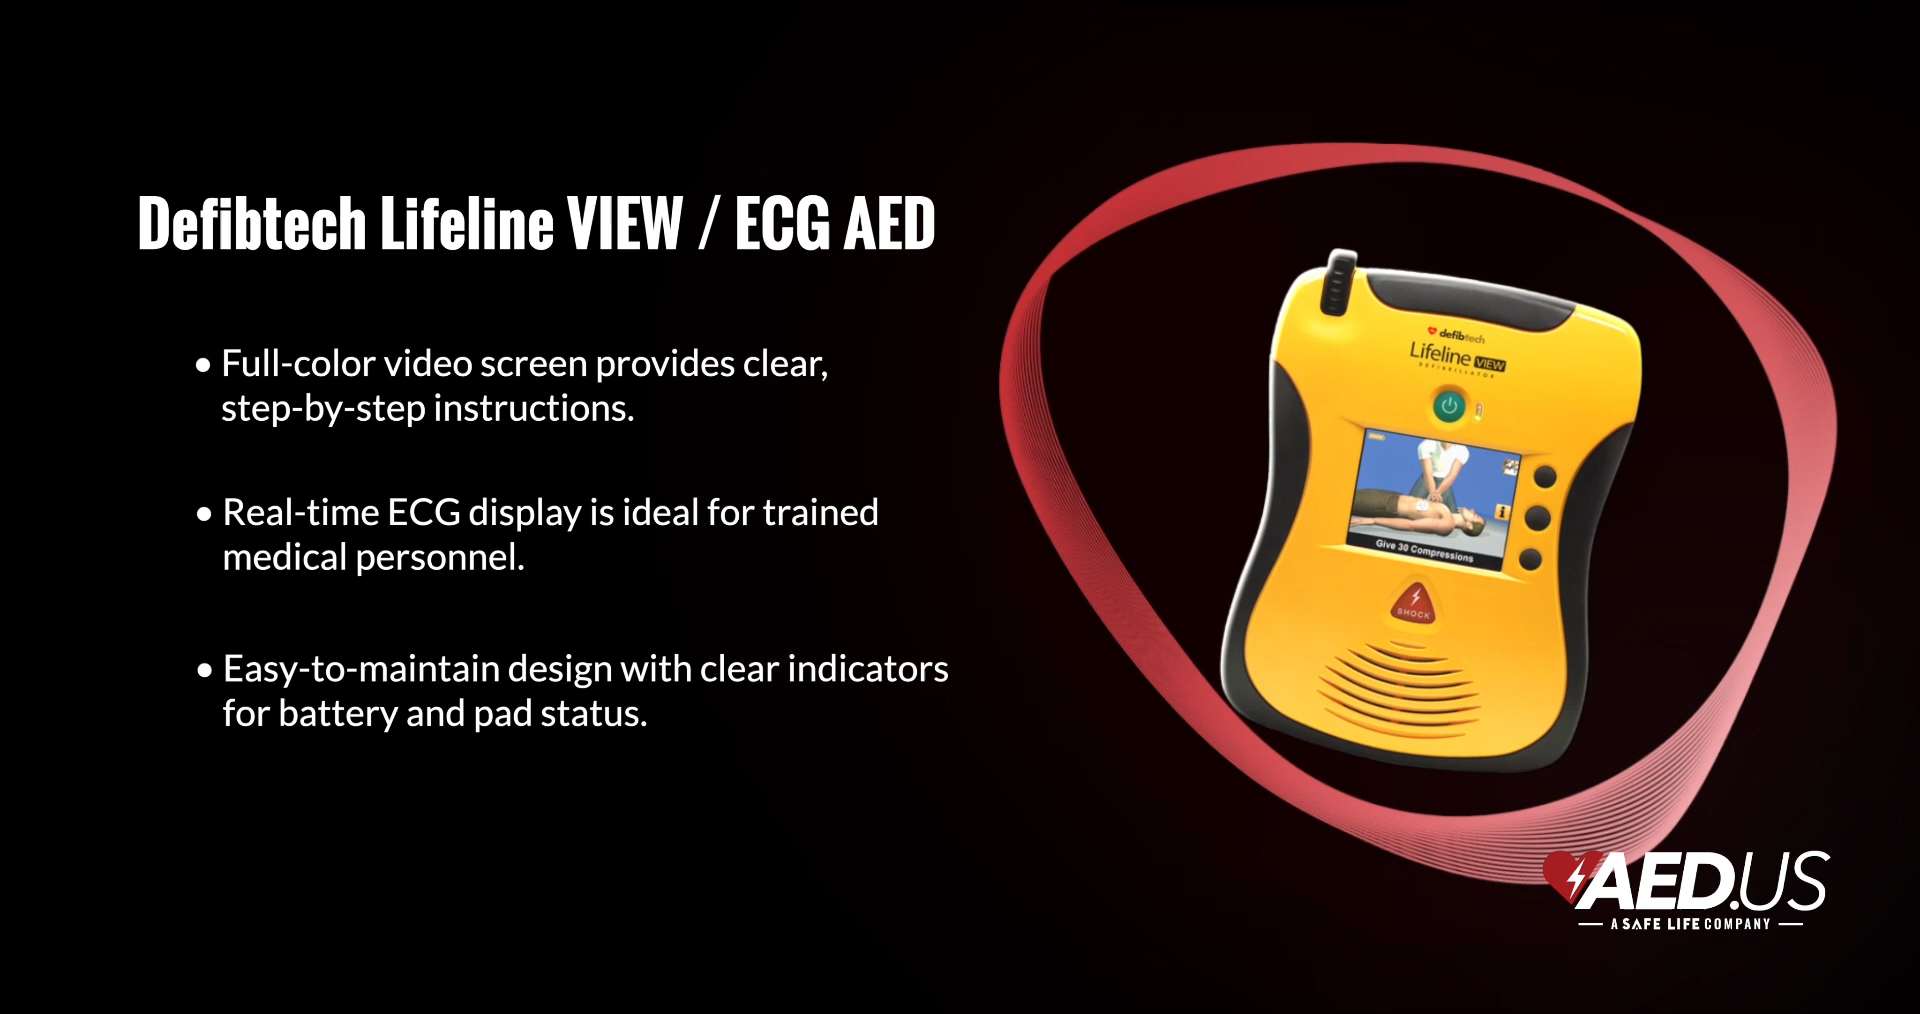 Defibtech Lifeline VIEW / ECG AED
• Full-color video screen provides clear,
step-by-step instructions.
• Real-time ECG display is ideal for trained
medical personnel.
• Easy-to-maintain design with clear indicators
for battery and pad status.
defibtech
Lifeline VIEW
DEFIBRILLATOR
Give 30 Compressions
SHOCK
AED.US
A SAFE LIFE COMPANY